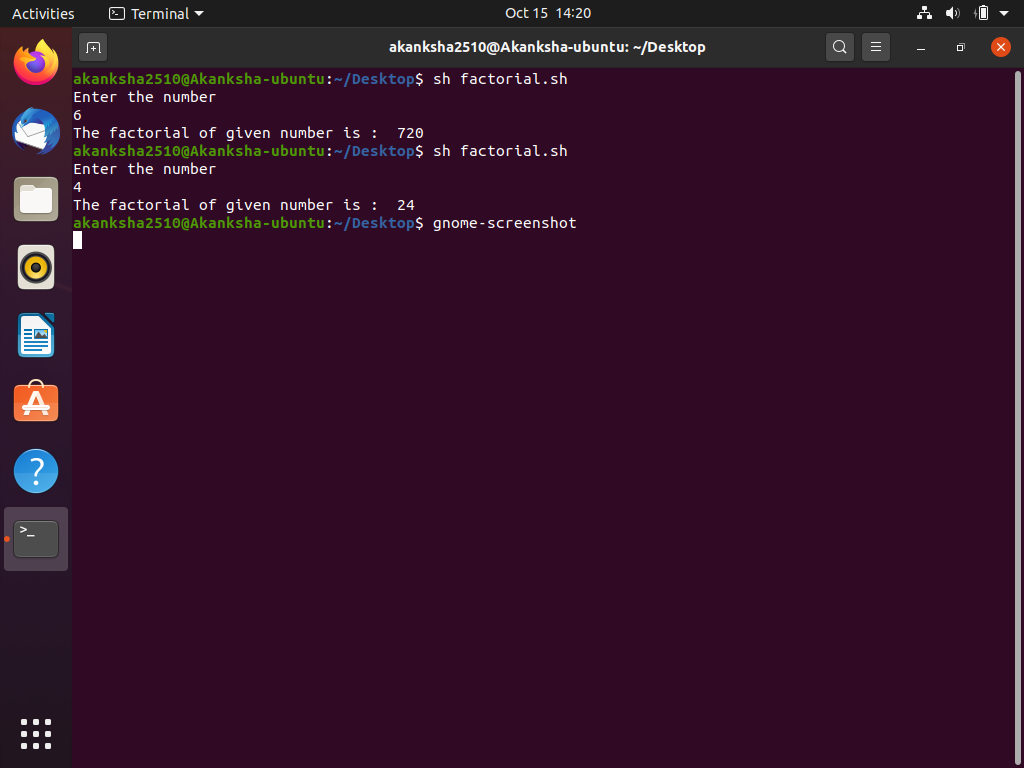 Activities Terminal Oct 15 14:20
akanksha2510@Akanksha-ubuntu: ~/Desktop
akanksha2510@Akanksha-ubuntu:~/Desktop$ sh factorial.sh
Enter the number
6
The factorial of given number is :  720
akanksha2510@Akanksha-ubuntu:~/Desktop$ sh factorial.sh
Enter the number
4
The factorial of given number is :  24
akanksha2510@Akanksha-ubuntu:~/Desktop$ gnome-screenshot